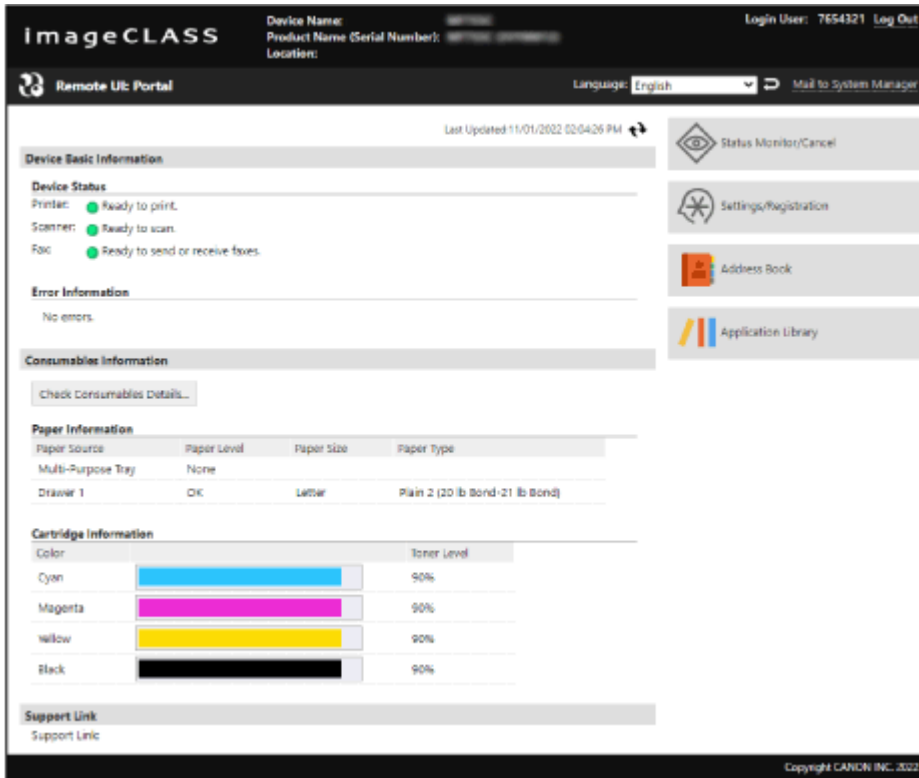 imageCLASS
Device Name:
Product Name (Serial Number):
Location:
Login User: 7654321 Log Out
Remote UI: Portal
Language: English
Mail to System Manager
Last Updated 11/01/2022 02:04:26 PM
Device Basic Information
Device Status
Printer: Ready to print.
Scanner: Ready to scan.
Fax: Ready to send or receive faxes.
Error Information
No errors.
Consumables Information
Check Consumables Details...
Paper Information
Paper Source Paper Level Paper Size Paper Type
Multi-Purpose Tray None
Drawer 1 OK Letter Plain 2 (20 lb Bond-21 lb Bond)
Cartridge Information
Color Toner Level
Cyan 90%
Magenta 90%
Yellow 90%
Black 90%
Support Link
Support Link
Status Monitor/Cancel
Settings/Registration
Address Book
Application Library
Copyright CANON INC. 2022